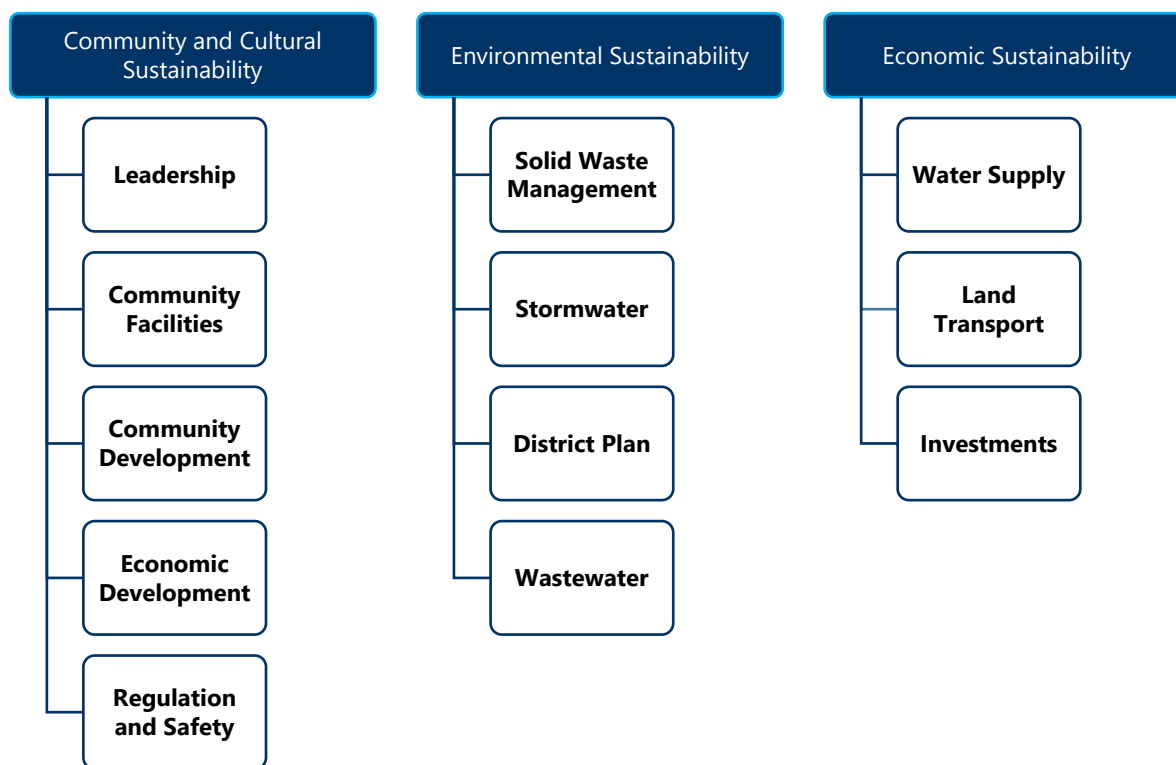 Community and Cultural
Sustainability
Leadership
Community
Facilities
Community
Development
Economic
Development
Regulation
and Safety
Environmental Sustainability
Solid Waste
Management
Stormwater
District Plan
Wastewater
Economic Sustainability
Water Supply
Land
Transport
Investments